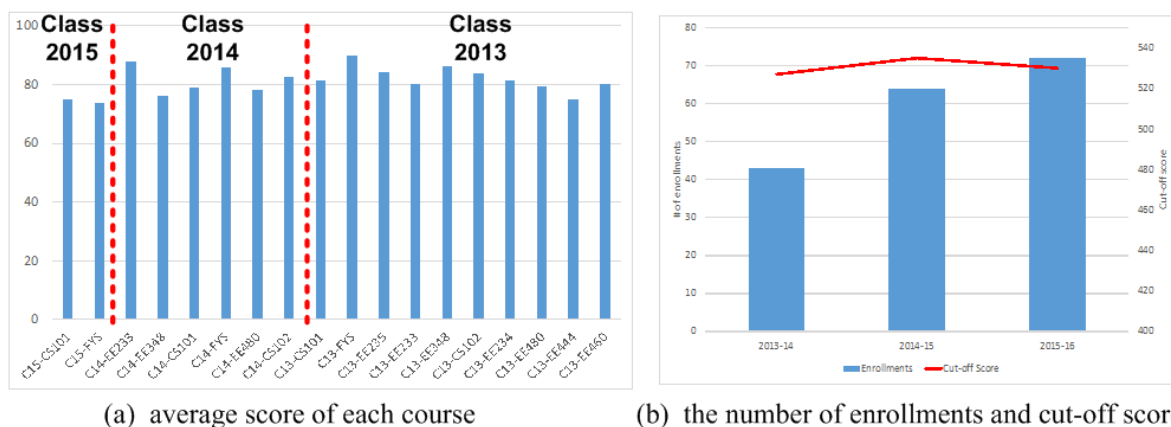 Class 2015
Class 2014
Class 2013
100
80
60
40
20
0
C15-CS101
C15-FYS
C14-EE233
C14-EE348
C14-CS101
C14-FYS
C14-EE480
C14-CS102
C13-CS101
C13-FYS
C13-EE235
C13-EE233
C13-EE348
C13-CS102
C13-EE234
C13-EE480
C13-EE444
C13-EE460
(a) average score of each course
80
70
60
50
40
30
20
10
0
# of enrollments
540
520
500
480
460
440
420
400
Cut-off score
2013-14
2014-15
2015-16
Enrollments
Cut-off Score
(b) the number of enrollments and cut-off scor